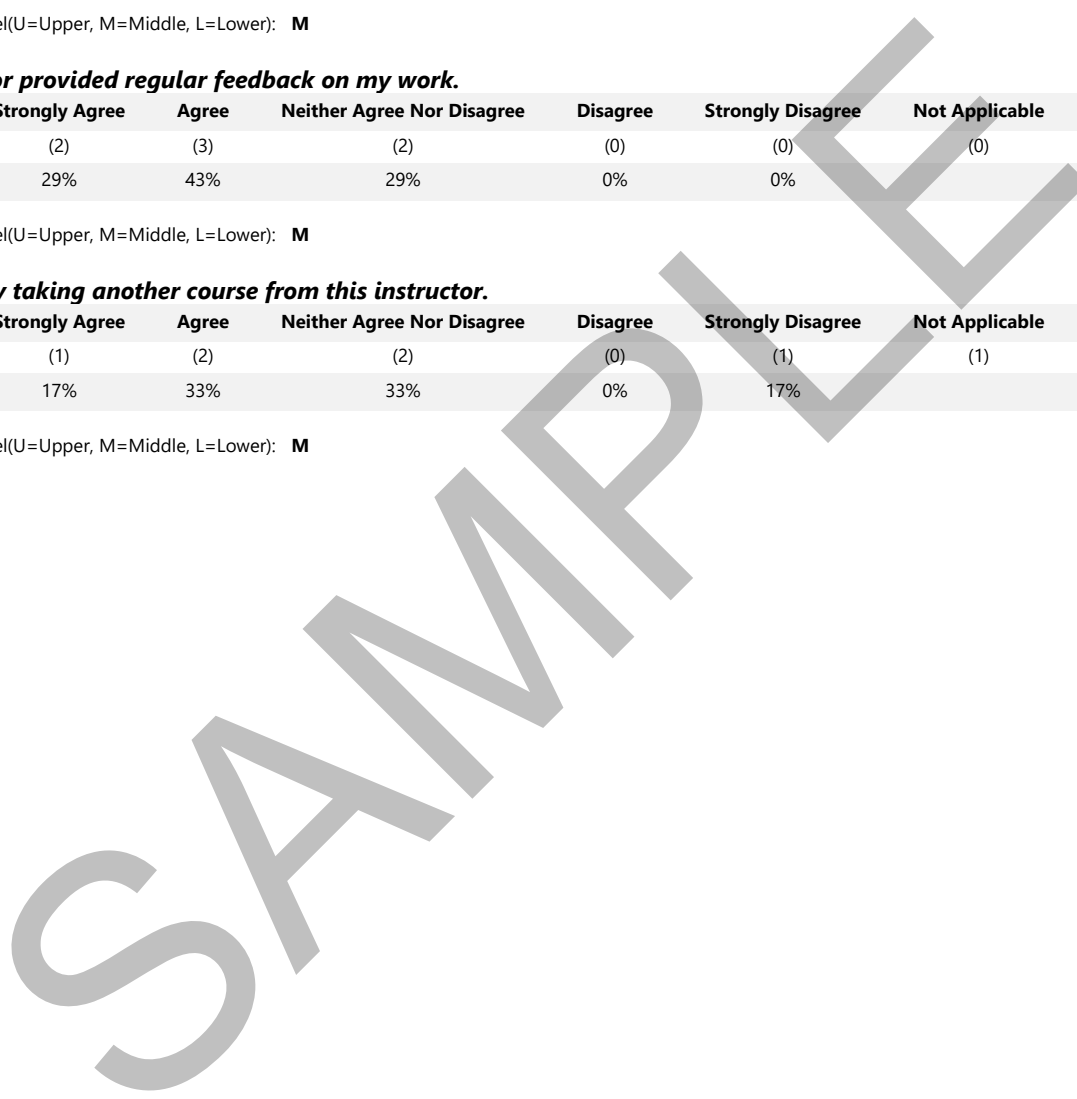 el(U=Upper, M=Middle, L=Lower): M
or provided regular feedback on my work.
Strongly Agree Agree Neither Agree Nor Disagree Disagree Strongly Disagree Not Applicable
(2) (3) (2) (0) (0) (0)
29% 43% 29% 0% 0%
el(U=Upper, M=Middle, L=Lower): M
y taking another course from this instructor.
Strongly Agree Agree Neither Agree Nor Disagree Disagree Strongly Disagree Not Applicable
(1) (2) (2) (0) (1) (1)
17% 33% 33% 0% 17%
el(U=Upper, M=Middle, L=Lower): M
SAMPLE